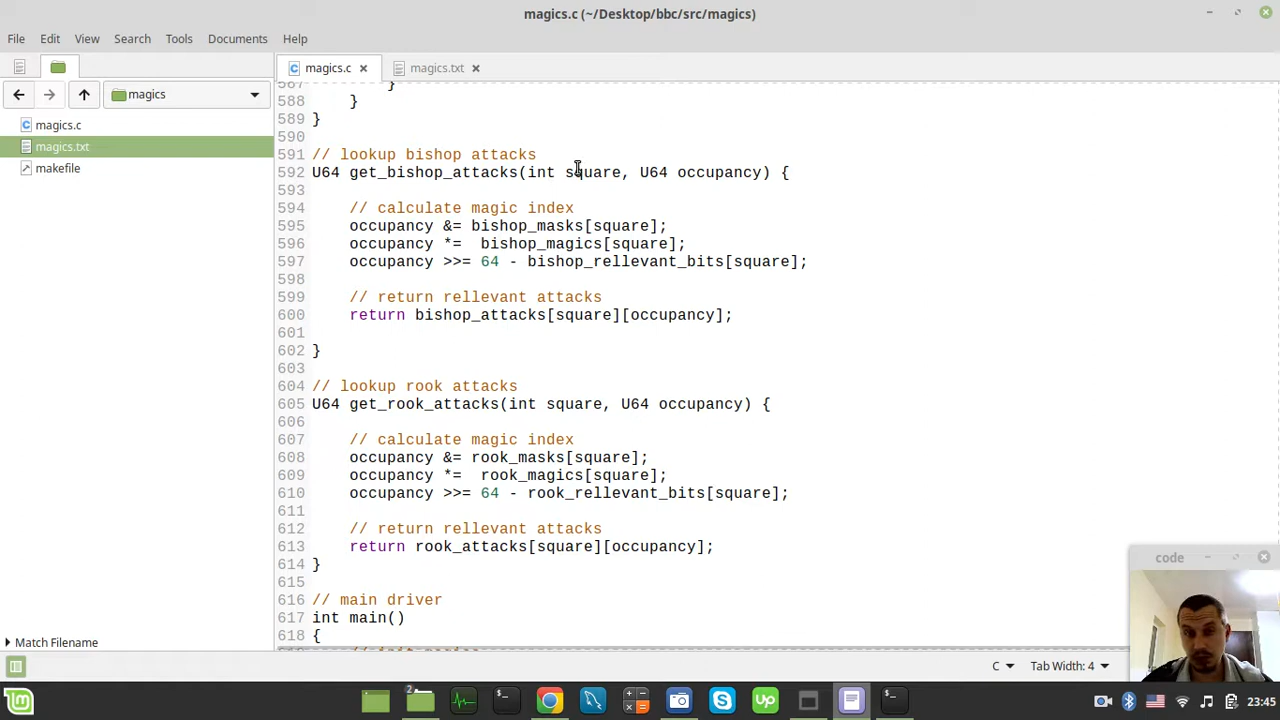 magics.c (~/Desktop/bbc/src/magics)
File Edit View Search Tools Documents Help
magics.c
magics.txt
magics
magics.c
magics.txt
makefile
587 }
588 }
589 }
590
591 // lookup bishop attacks
592 U64 get_bishop_attacks(int square, U64 occupancy) {
593
594 // calculate magic index
595 occupancy &= bishop_masks[square];
596 occupancy *=  bishop_magics[square];
597 occupancy >>= 64 - bishop_rellevant_bits[square];
598
599 // return rellevant attacks
600 return bishop_attacks[square][occupancy];
601
602 }
603
604 // lookup rook attacks
605 U64 get_rook_attacks(int square, U64 occupancy) {
606
607 // calculate magic index
608 occupancy &= rook_masks[square];
609 occupancy *=  rook_magics[square];
610 occupancy >>= 64 - rook_rellevant_bits[square];
611
612 // return rellevant attacks
613 return rook_attacks[square][occupancy];
614 }
615
616 // main driver
617 int main()
618 {
code
Match Filename
C Tab Width: 4
2
Up
23:45